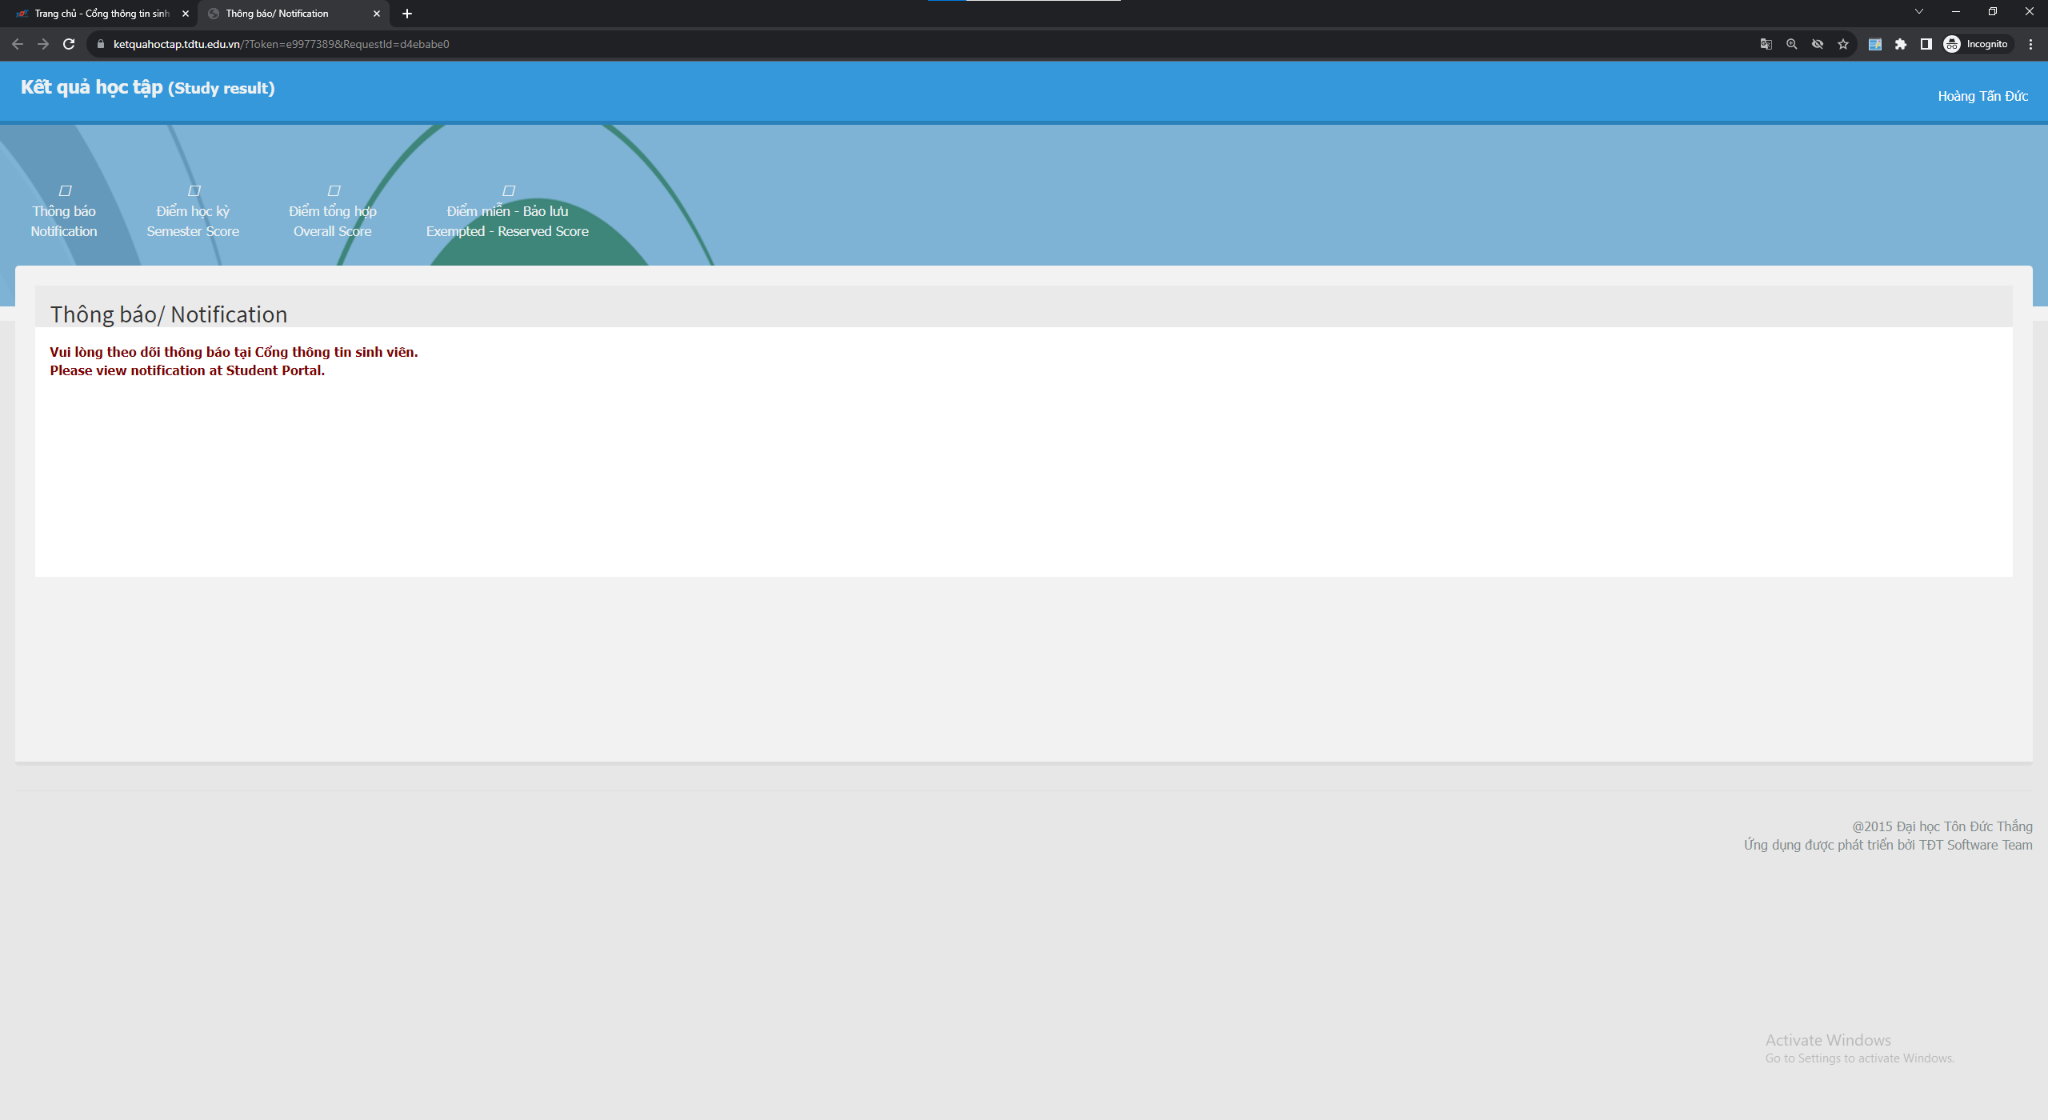 Trang chủ - Cổng thông tin sinh
Thông báo/ Notification
ketquahoctap.tdtu.edu.vn/?Token=e9977389&RequestId=d4ebabe0
Incognito
Kết quả học tập (Study result)
Hoàng Tấn Đức
Thông báo
Notification
Điểm học kỳ
Semester Score
Điểm tổng hợp
Overall Score
Điểm miễn - Bảo lưu
Exempted - Reserved Score
Thông báo/ Notification
Vui lòng theo dõi thông báo tại Cổng thông tin sinh viên.
Please view notification at Student Portal.
@2015 Đại học Tôn Đức Thắng
Ứng dụng được phát triển bởi TĐT Software Team
Activate Windows
Go to Settings to activate Windows.